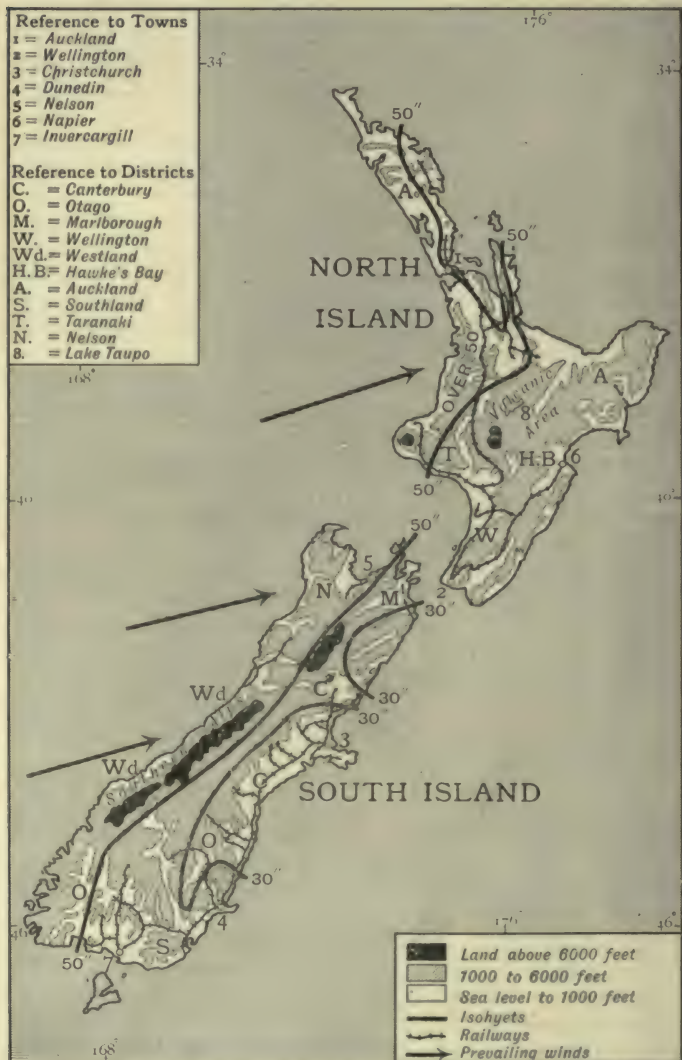 Reference to Towns
1 = Auckland
2 = Wellington
3 = Christchurch
4 = Dunedin
5 = Nelson
6 = Napier
7 = Invercargill
Reference to Districts
C. = Canterbury
O. = Otago
M. = Marlborough
W. = Wellington
Wd. = Westland
H.B. = Hawke's Bay
A. = Auckland
S. = Southland
T. = Taranaki
N. = Nelson
8. = Lake Taupo
176°
34°
34°
168°
50"
A.
1
50"
NORTH
ISLAND
OVER 50
Volcanic
8
Area
A
T
H.B.
6
50"
40
40
W
50"
5
N
M
2
30"
Wd
C
30"
30"
3
Wd
C
SOUTH ISLAND
O
30"
O
4
S.
7
50"
46
176
46°
168°
Land above 6000 feet
1000 to 6000 feet
Sea level to 1000 feet
Isohyets
Railways
Prevailing winds